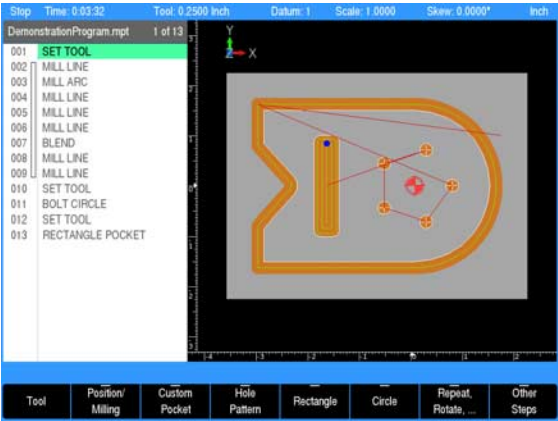 Stop Time: 0:03:32 Tool: 0.2500 Inch Datum: 1 Scale: 1.0000 Skew: 0.0000° Inch
DemonstrationProgram.mpt 1 of 13
001 SET TOOL
002 MILL LINE
003 MILL ARC
004 MILL LINE
005 MILL LINE
006 MILL LINE
007 BLEND
008 MILL LINE
009 MILL LINE
010 SET TOOL
011 BOLT CIRCLE
012 SET TOOL
013 RECTANGLE POCKET
Y
Z X
Tool
Position/
Milling
Custom
Pocket
Hole
Pattern
Rectangle
Circle
Repeat,
Rotate, ...
Other
Steps